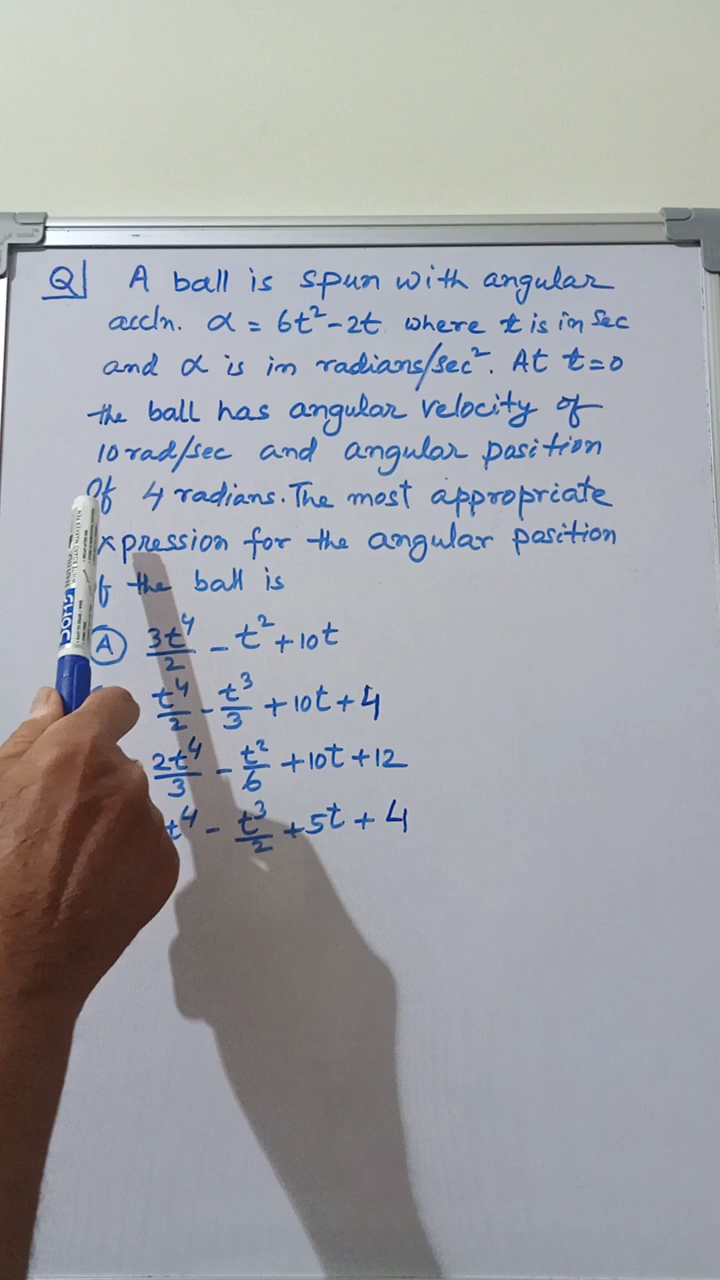 Q| A ball is spun with angular
accln. α = 6t²-2t where t is in sec
and α is in radians/sec². At t=0
the ball has angular velocity of
10 rad/sec and angular position
of 4 radians. The most appropriate
xpression for the angular position
f the ball is
(A) 3t⁴/2 - t² + 10t
t⁴/2 - t³/3 + 10t + 4
2t⁴/3 - t²/6 + 10t + 12
t⁴ - t³/2 + 5t + 4